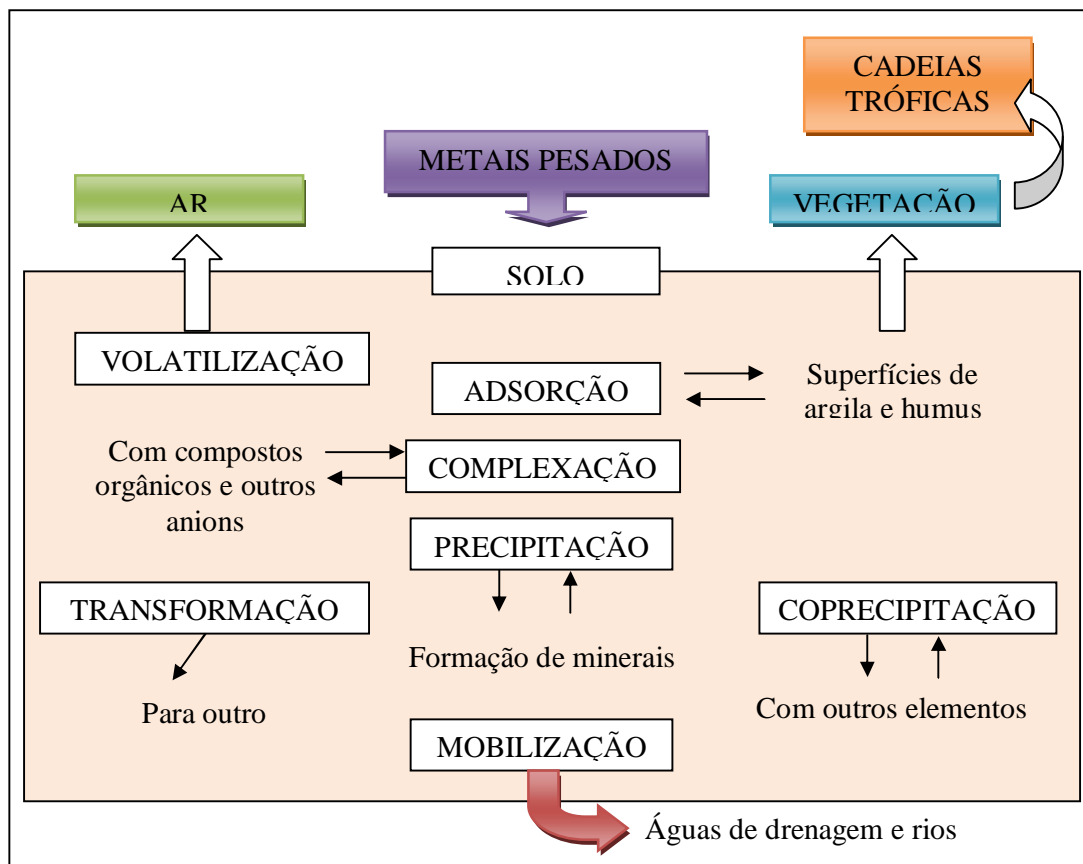 CADEIAS
TRÓFICAS
METAIS PESADOS
AR
VEGETAÇÃO
SOLO
VOLATILIZAÇÃO
ADSORÇÃO
Superfícies de
argila e humus
Com compostos
orgânicos e outros
anions
COMPLEXAÇÃO
PRECIPITAÇÃO
TRANSFORMAÇÃO
COPRECIPITAÇÃO
Formação de minerais
Para outro
Com outros elementos
MOBILIZAÇÃO
Águas de drenagem e rios